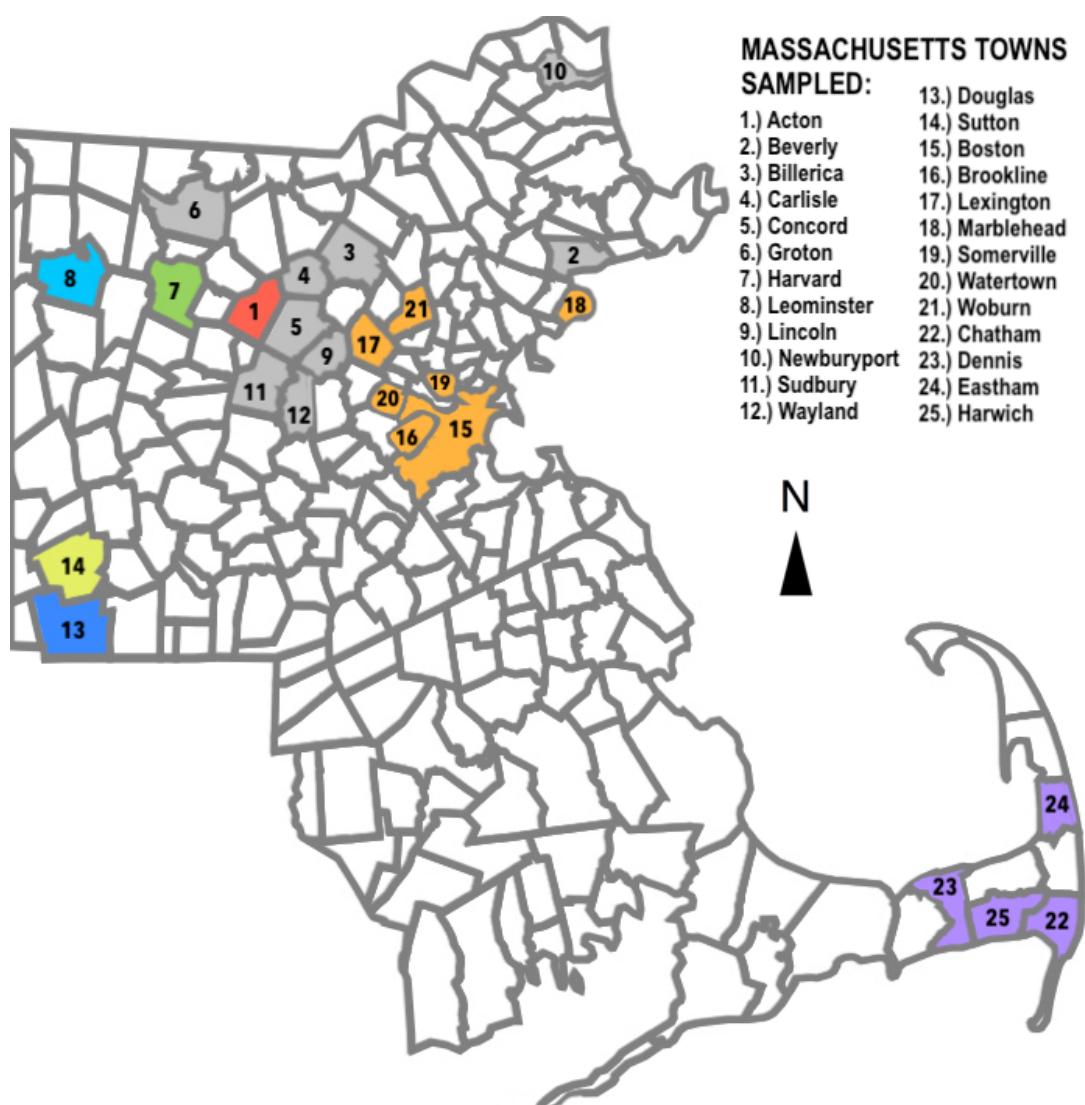 MASSACHUSETTS TOWNS
SAMPLED:
1.) Acton
2.) Beverly
3.) Billerica
4.) Carlisle
5.) Concord
6.) Groton
7.) Harvard
8.) Leominster
9.) Lincoln
10.) Newburyport
11.) Sudbury
12.) Wayland
13.) Douglas
14.) Sutton
15.) Boston
16.) Brookline
17.) Lexington
18.) Marblehead
19.) Somerville
20.) Watertown
21.) Woburn
22.) Chatham
23.) Dennis
24.) Eastham
25.) Harwich
N
10
6
3
2
8
4
7
18
21
1
5
17
9
19
11
20
12
15
16
14
13
24
23
25
22